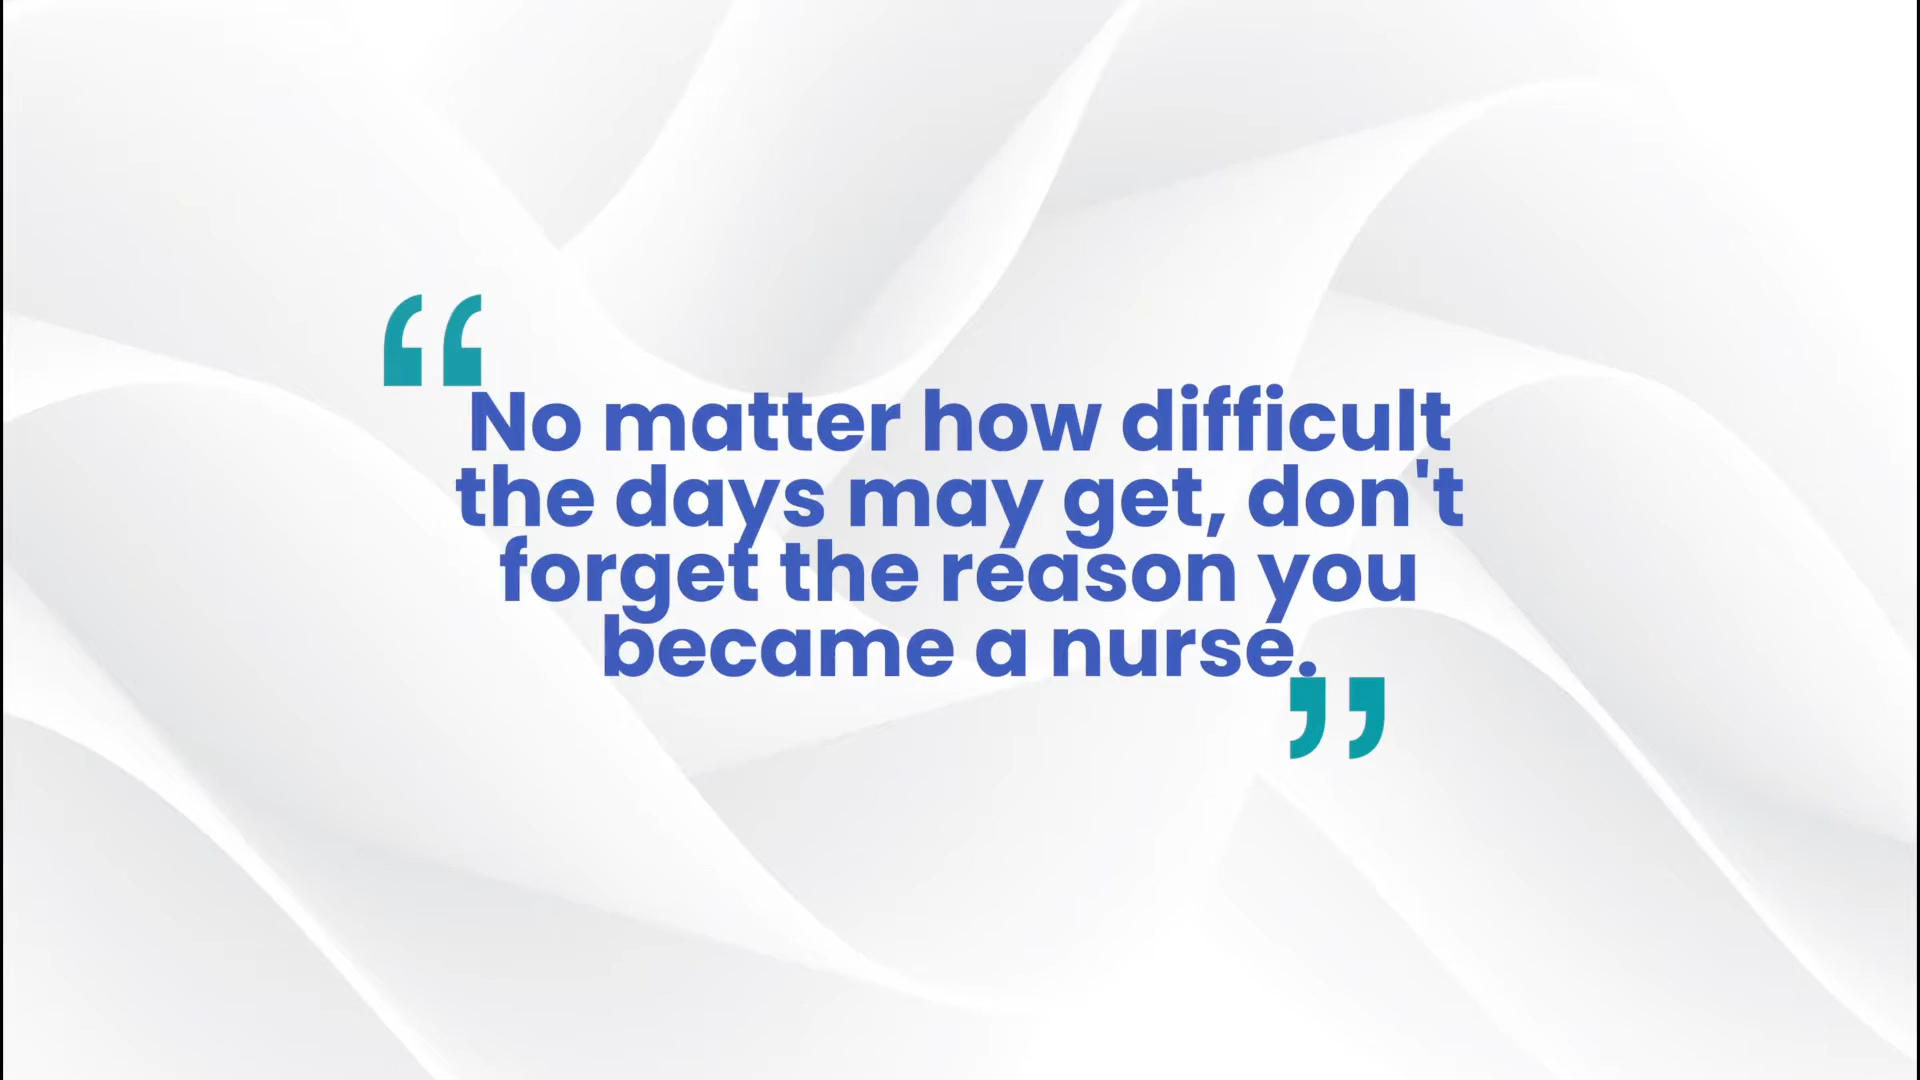 “No matter how difficult
the days may get, don't
forget the reason you
became a nurse.”